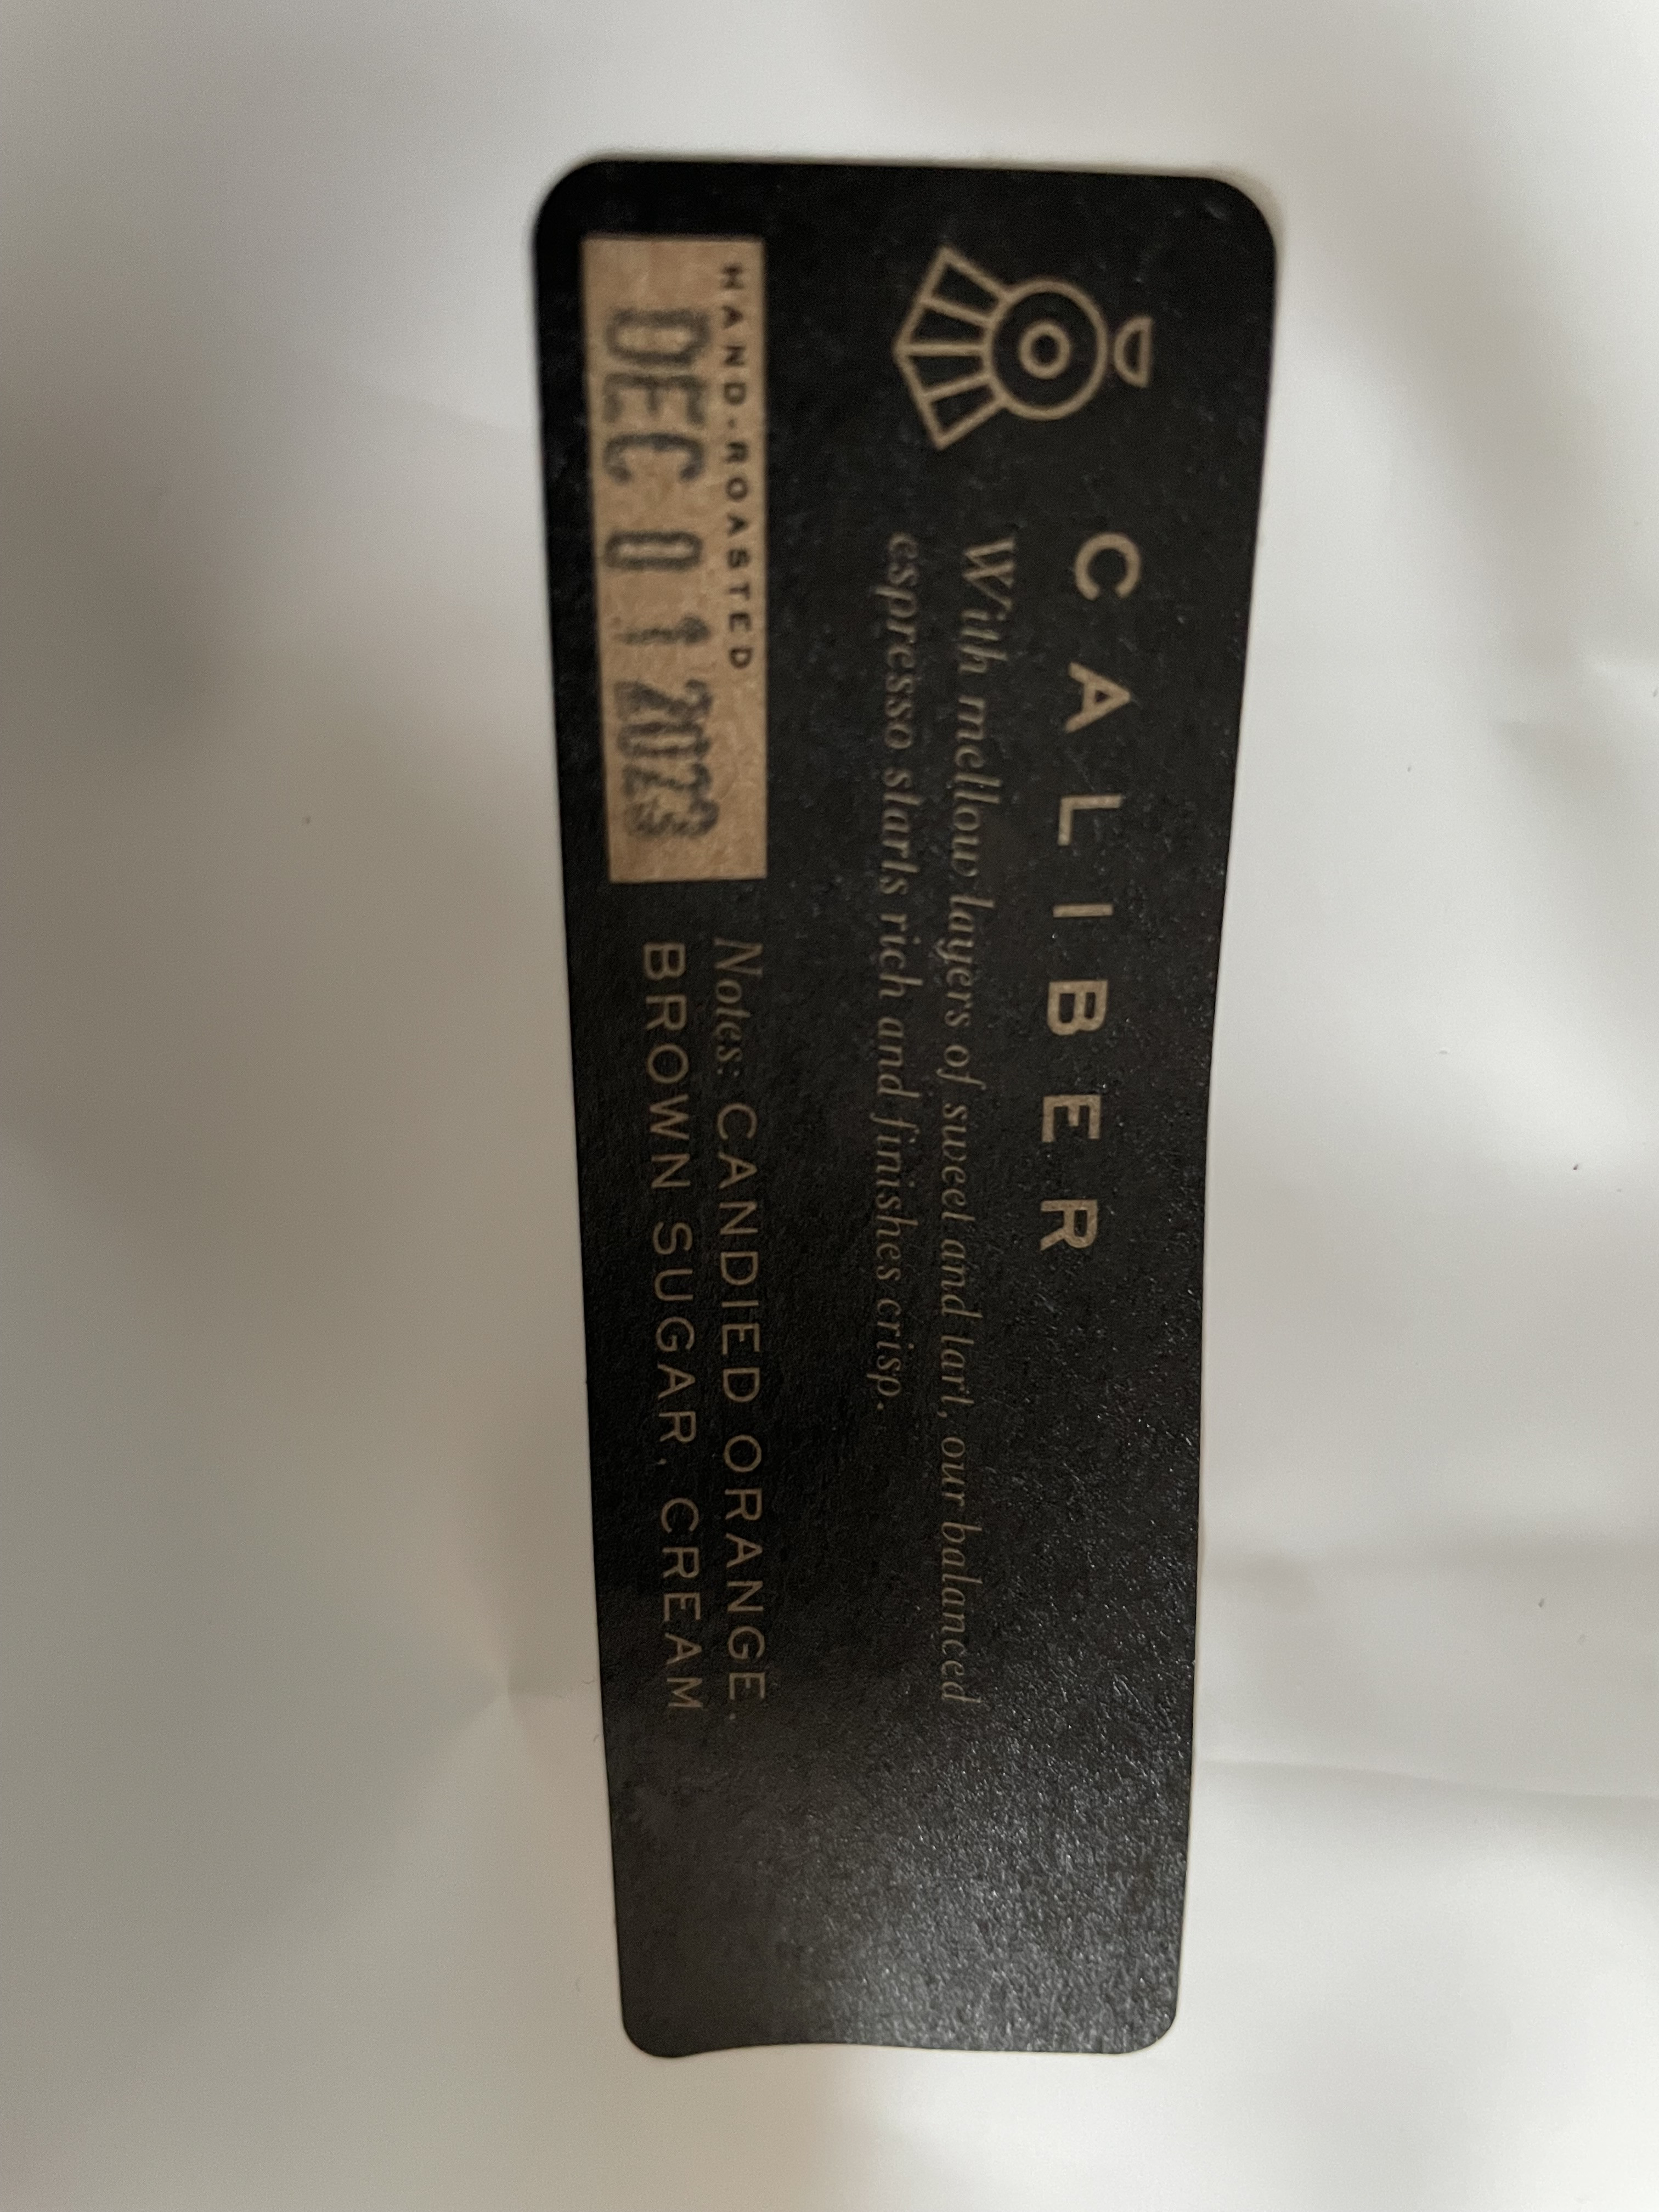 CALIBER
With mellow layers of sweet and tart, our balanced
espresso starts rich and finishes crisp.
HAND-ROASTED
DEC 01 2023
Notes: CANDIED ORANGE,
BROWN SUGAR, CREAM